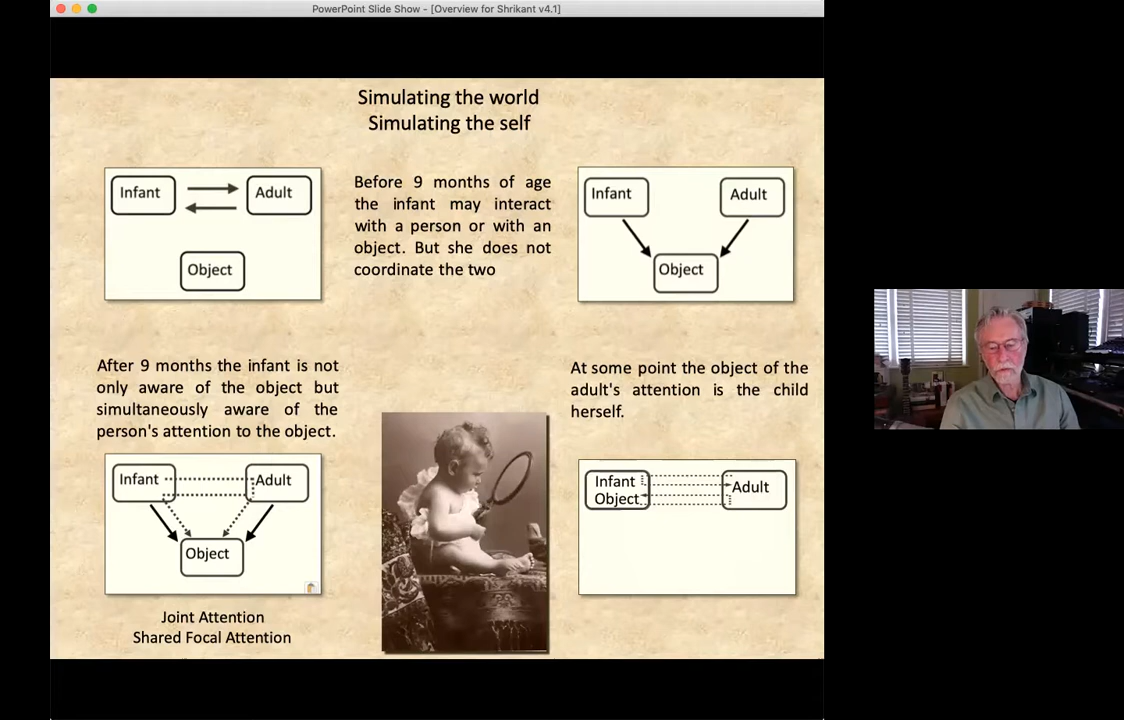 PowerPoint Slide Show - [Overview for Shrikant v4.1]
Simulating the world
Simulating the self
Infant
Adult
Object
Before 9 months of age
the infant may interact
with a person or with an
object. But she does not
coordinate the two
Infant
Adult
Object
After 9 months the infant is not
only aware of the object but
simultaneously aware of the
person's attention to the object.
Infant
Adult
Object
Joint Attention
Shared Focal Attention
At some point the object of the
adult's attention is the child
herself.
Infant
Object
Adult